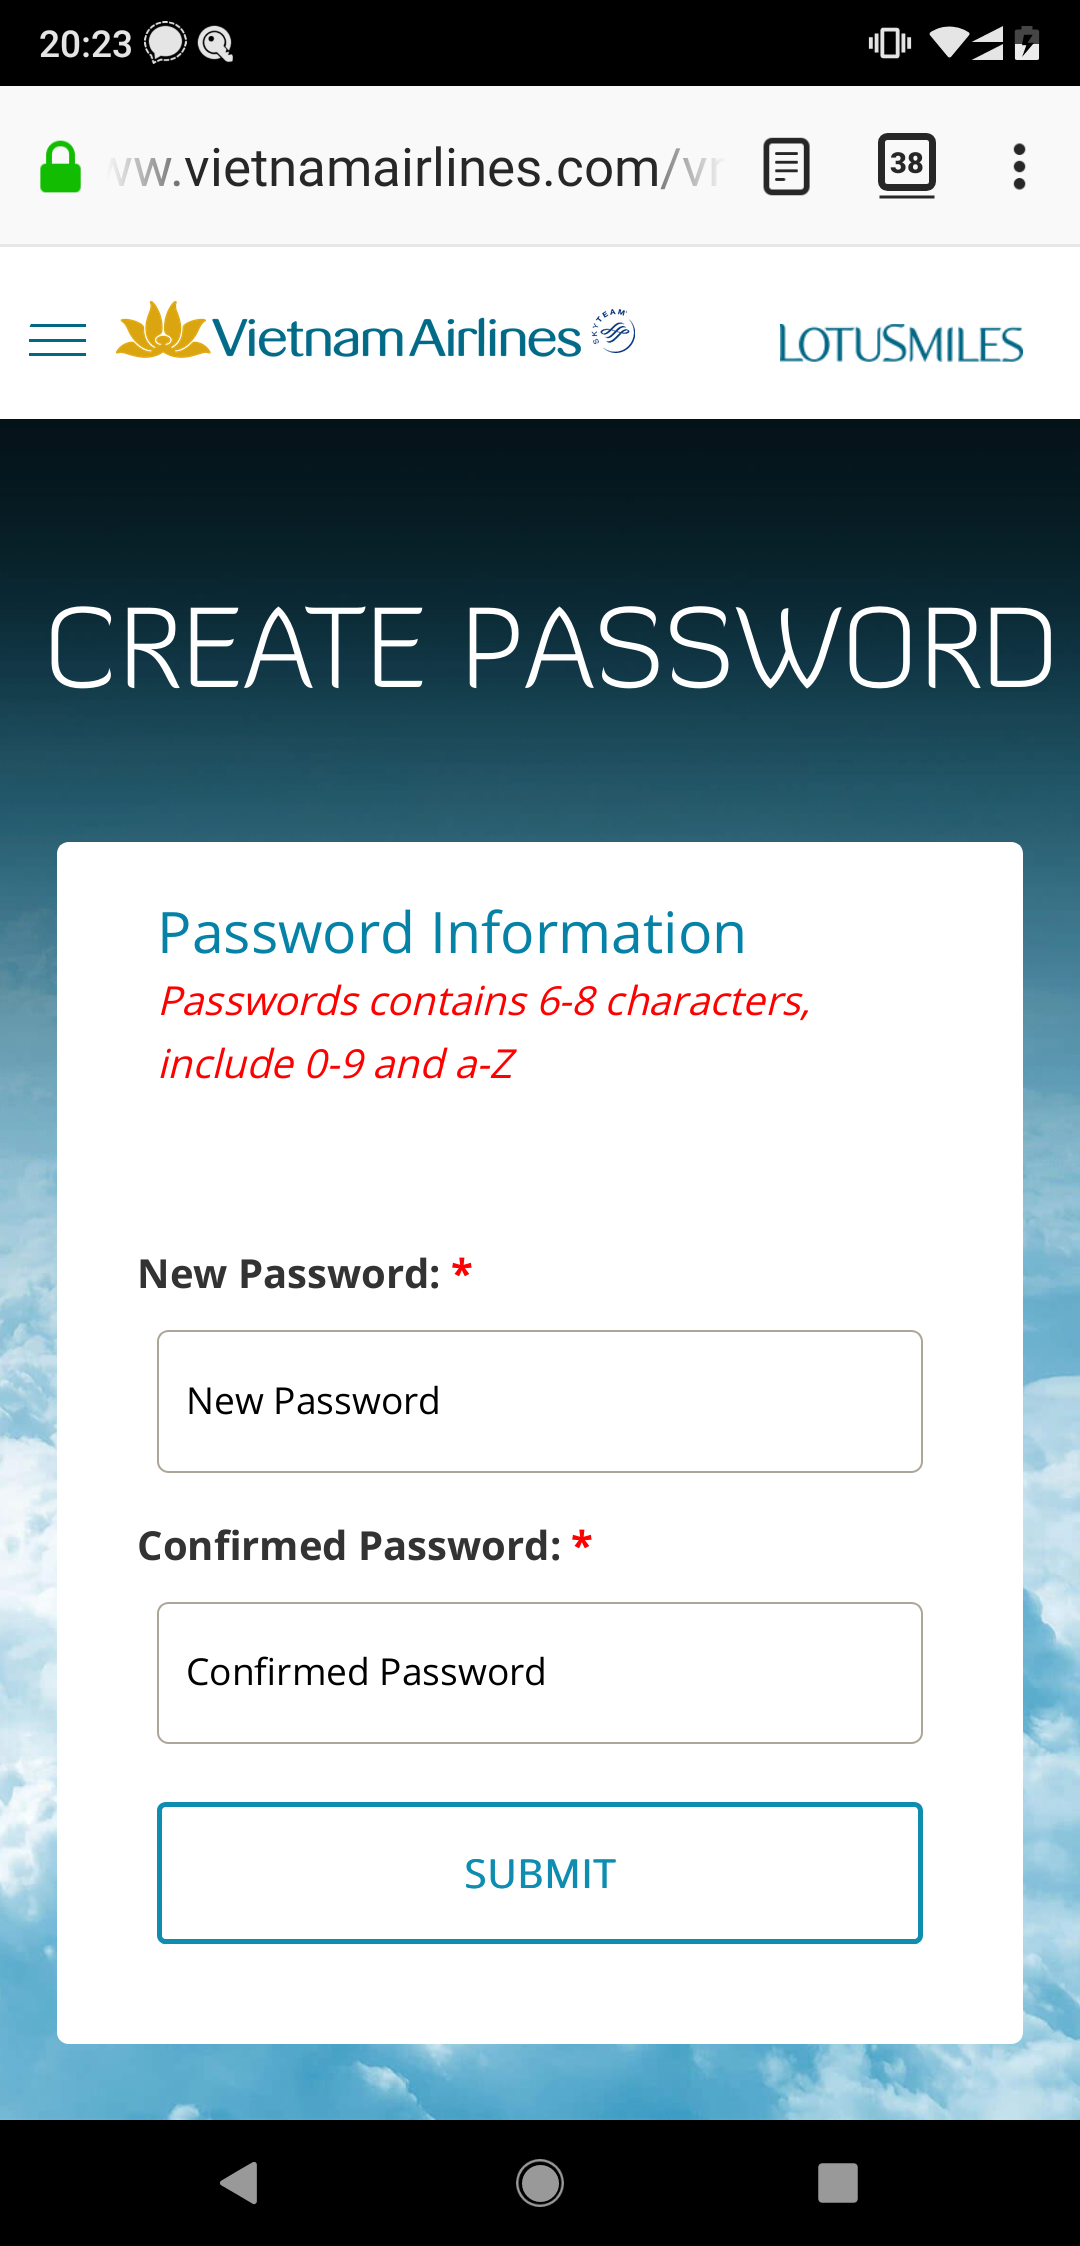 20:23
ww.vietnamairlines.com/vn
38
Vietnam Airlines
SKYTEAM
LOTUSMILES
CREATE PASSWORD
Password Information
Passwords contains 6-8 characters,
include 0-9 and a-Z
New Password: *
New Password
Confirmed Password: *
Confirmed Password
SUBMIT